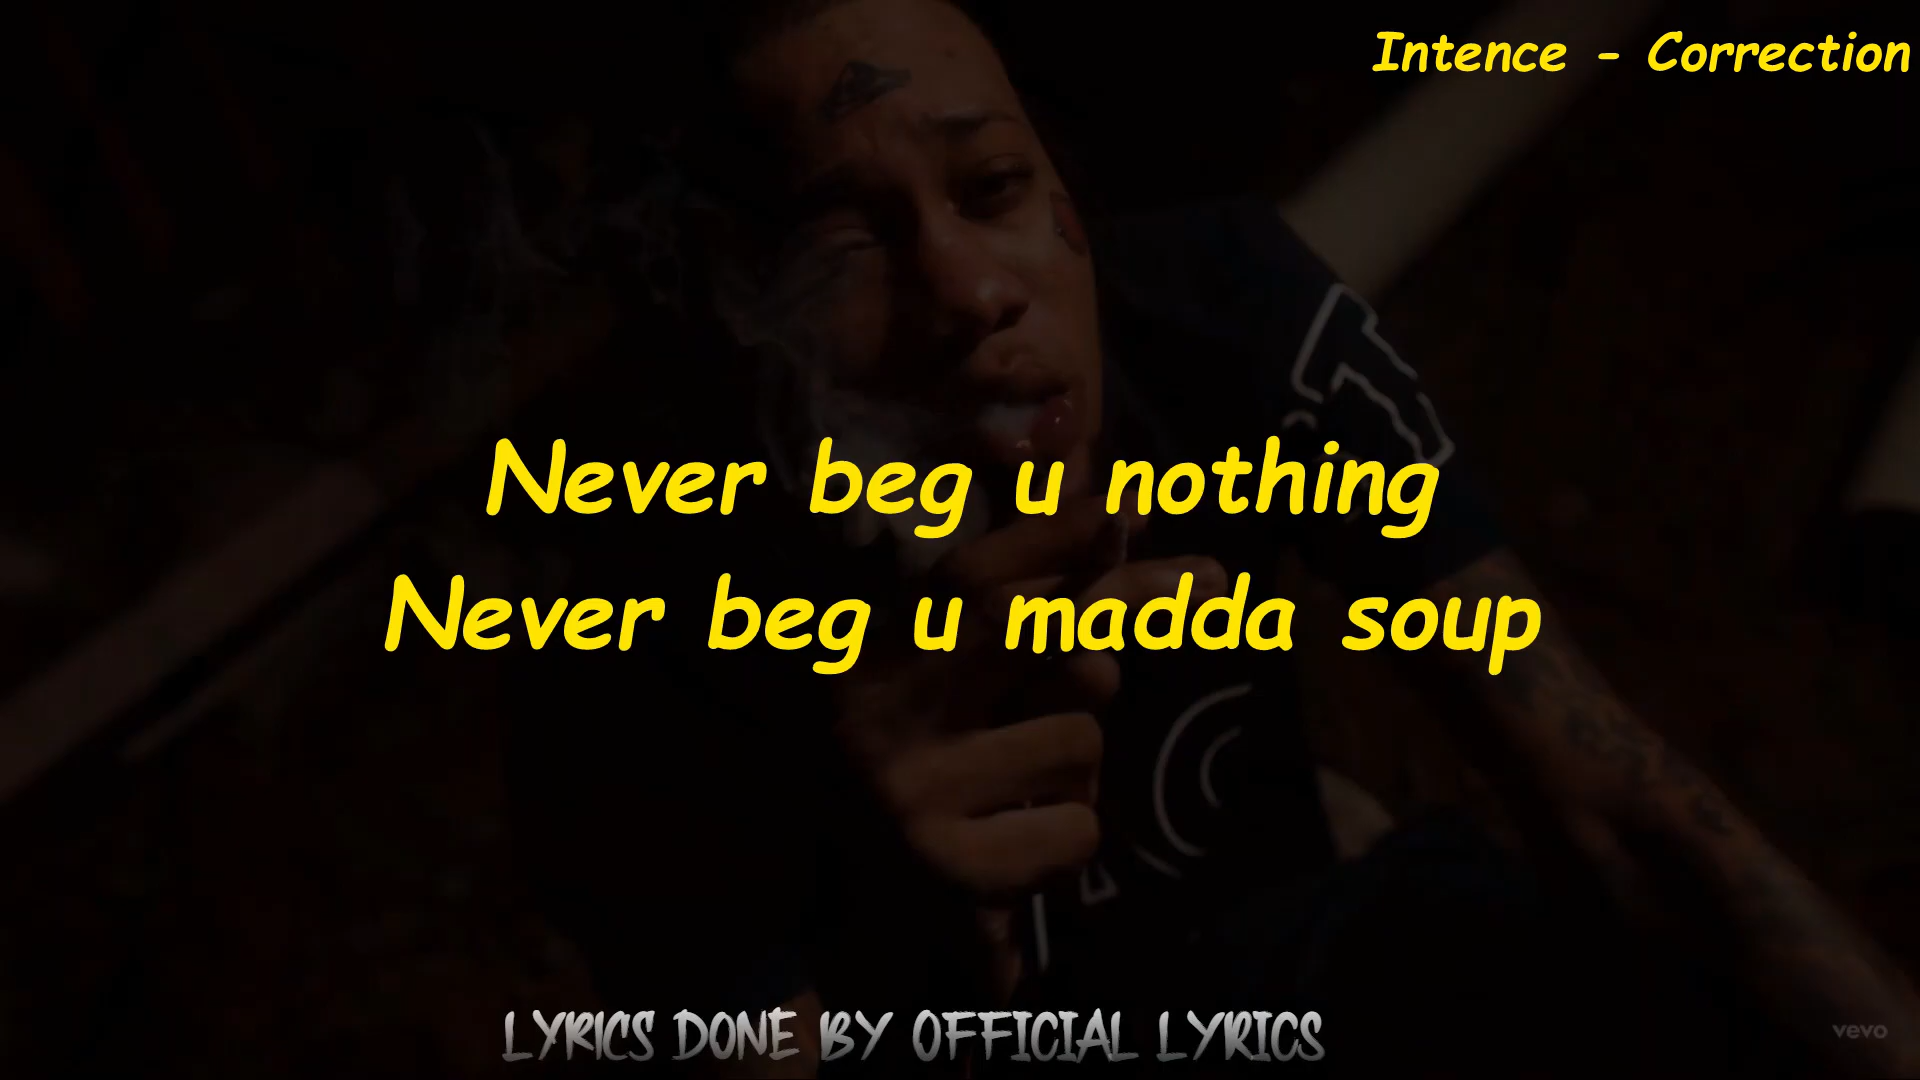 Intence - Correction
Never beg u nothing
Never beg u madda soup
LYRICS DONE BY OFFICIAL LYRICS
vevo